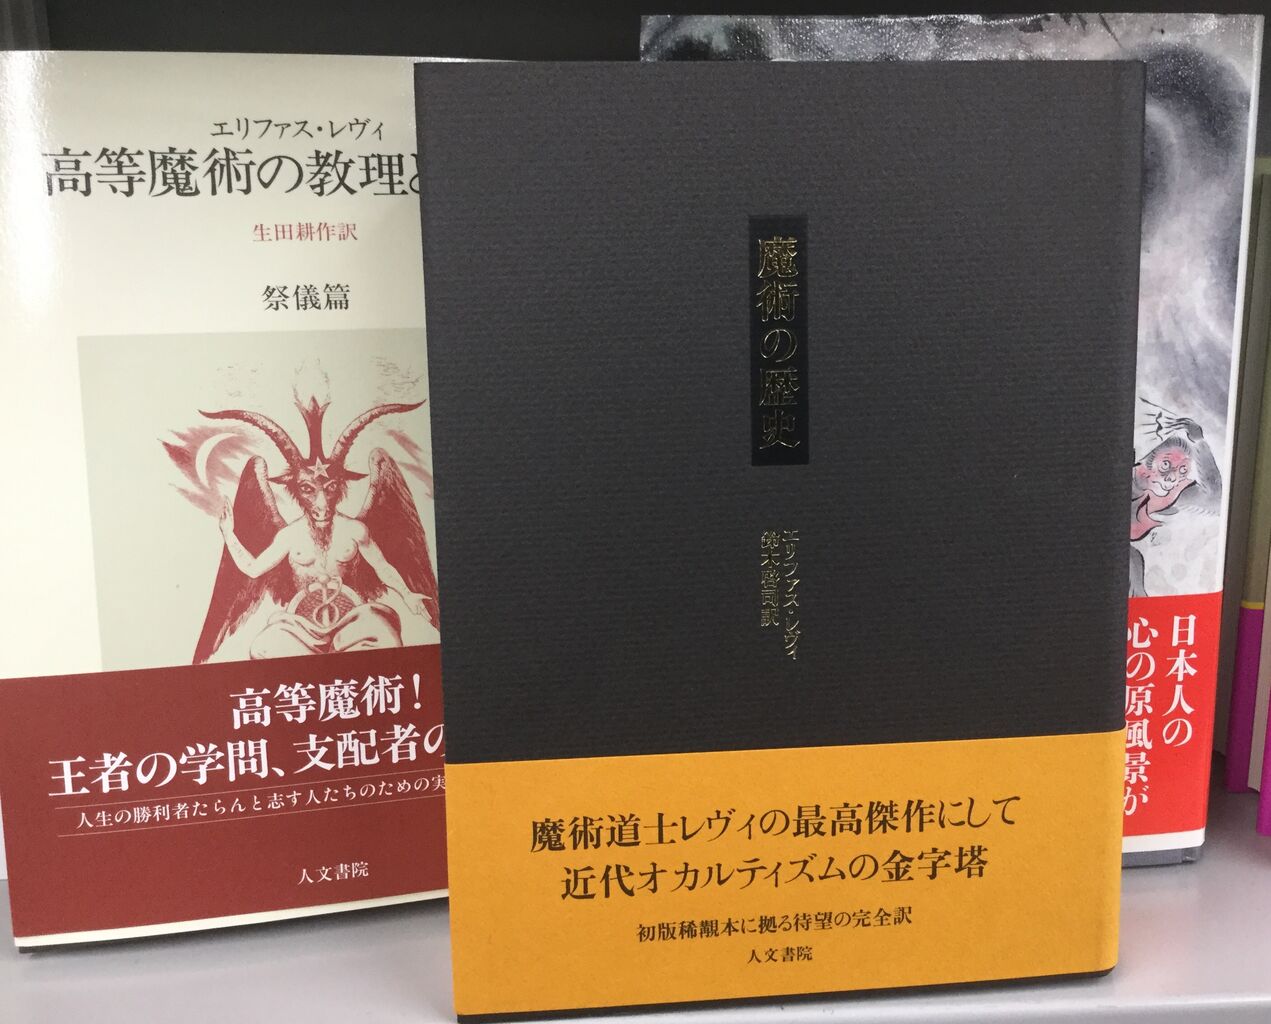 エリファス・レヴィ
高等魔術の教理と
生田耕作訳
祭儀篇
高等魔術!
王者の学問、支配者の
人生の勝利者たらんと志す人たちのための実
人文書院
魔術の歴史
エリファス・レヴィ
鈴木啓司訳
魔術道士レヴィの最高傑作にして
近代オカルティズムの金字塔
初版稀覯本に拠る待望の完全訳
人文書院
日本人の
心の原風景が